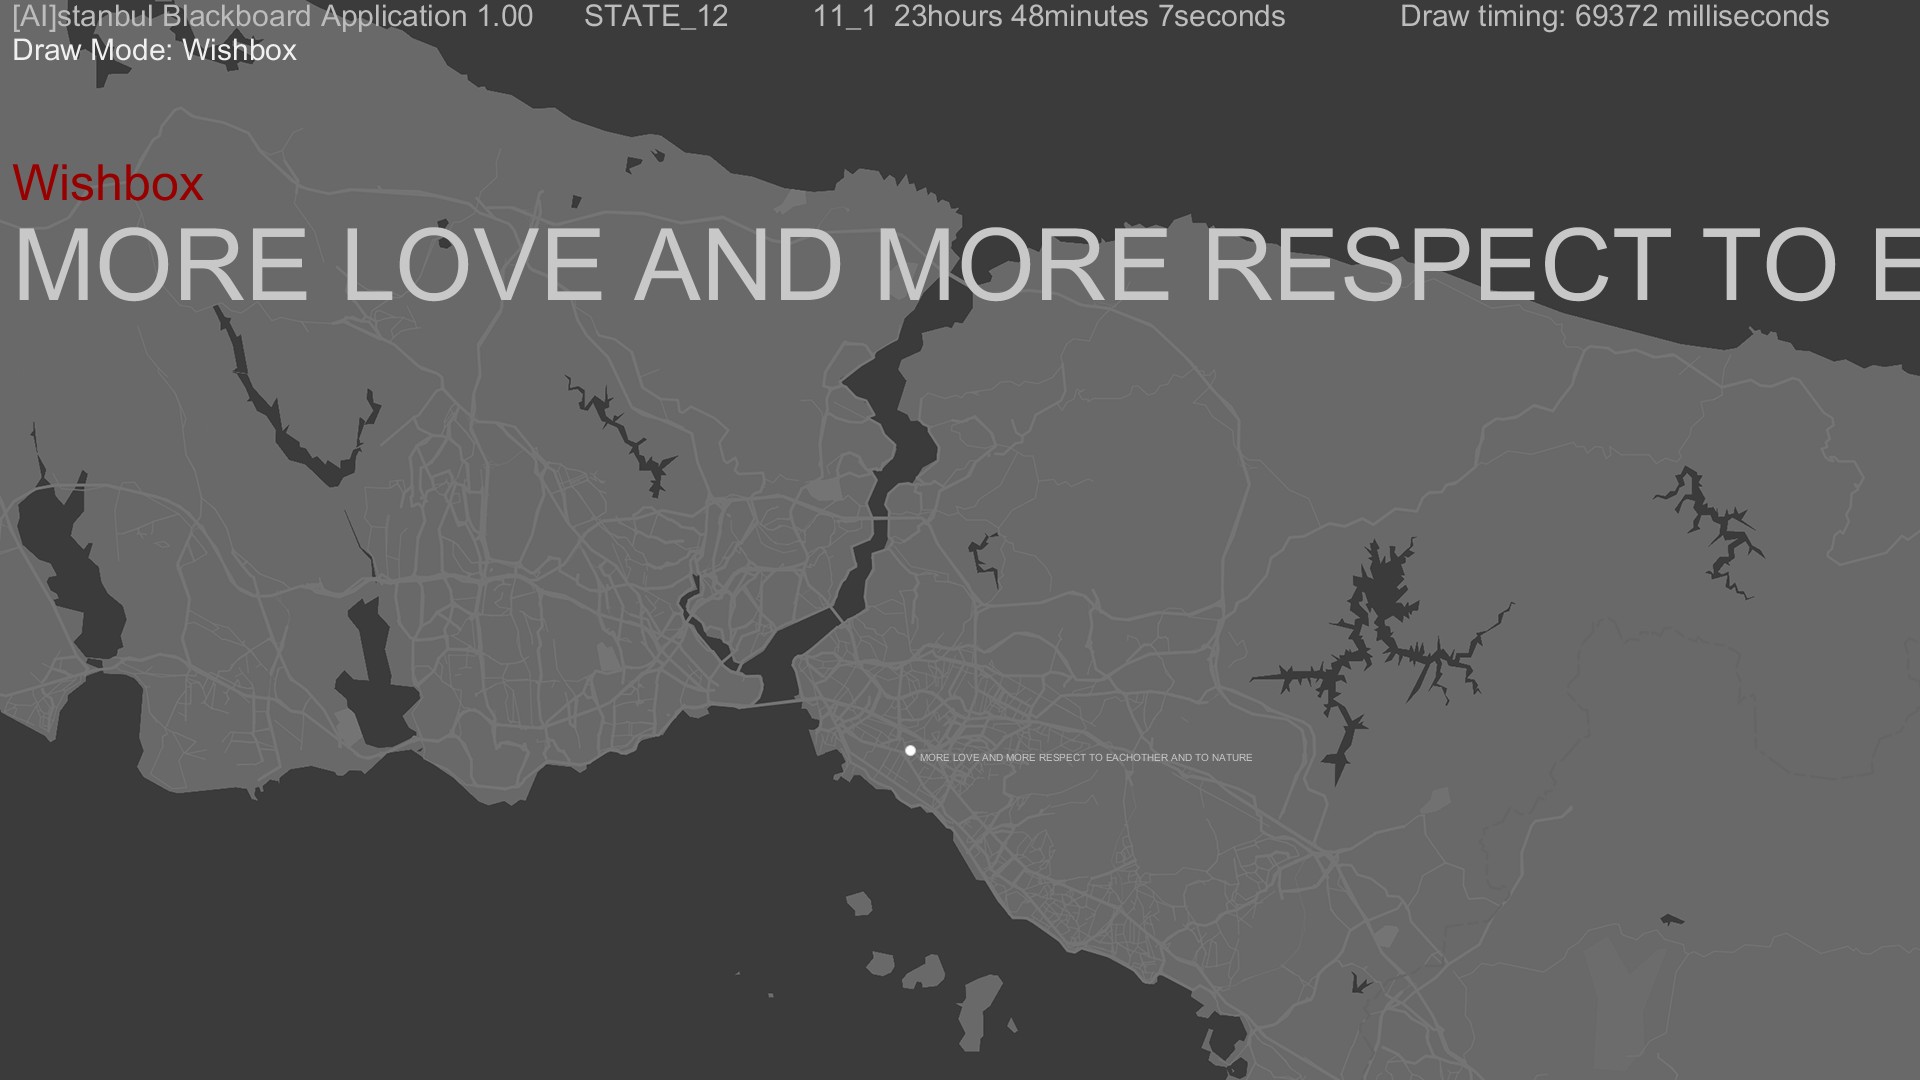 [AI]stanbul Blackboard Application 1.00 STATE_12 11_1 23hours 48minutes 7seconds Draw timing: 69372 milliseconds
Draw Mode: Wishbox
Wishbox
MORE LOVE AND MORE RESPECT TO E
MORE LOVE AND MORE RESPECT TO EACHOTHER AND TO NATURE